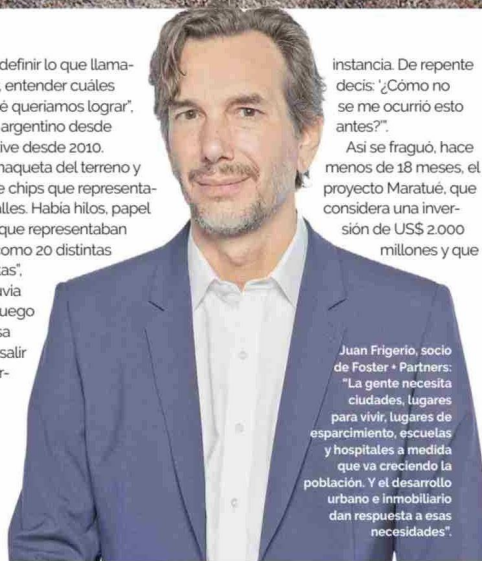 definir lo que llama-
entender cuáles
é queríamos lograr",
argentino desde
ive desde 2010.
naqueta del terreno y
e chips que representa-
alles. Había hilos, papel
que representaban
como 20 distintas
tas",
uvia
uego
sa
salir
r-
instancia. De repente
decís: '¿Cómo no
se me ocurrió esto
antes?'".
Así se fraguó, hace
menos de 18 meses, el
proyecto Maratué, que
considera una inver-
sión de US$ 2.000
millones y que
Juan Frigerio, socio
de Foster + Partners:
"La gente necesita
ciudades, lugares
para vivir, lugares de
esparcimiento, escuelas
y hospitales a medida
que va creciendo la
población. Y el desarrollo
urbano e inmobiliario
dan respuesta a esas
necesidades".